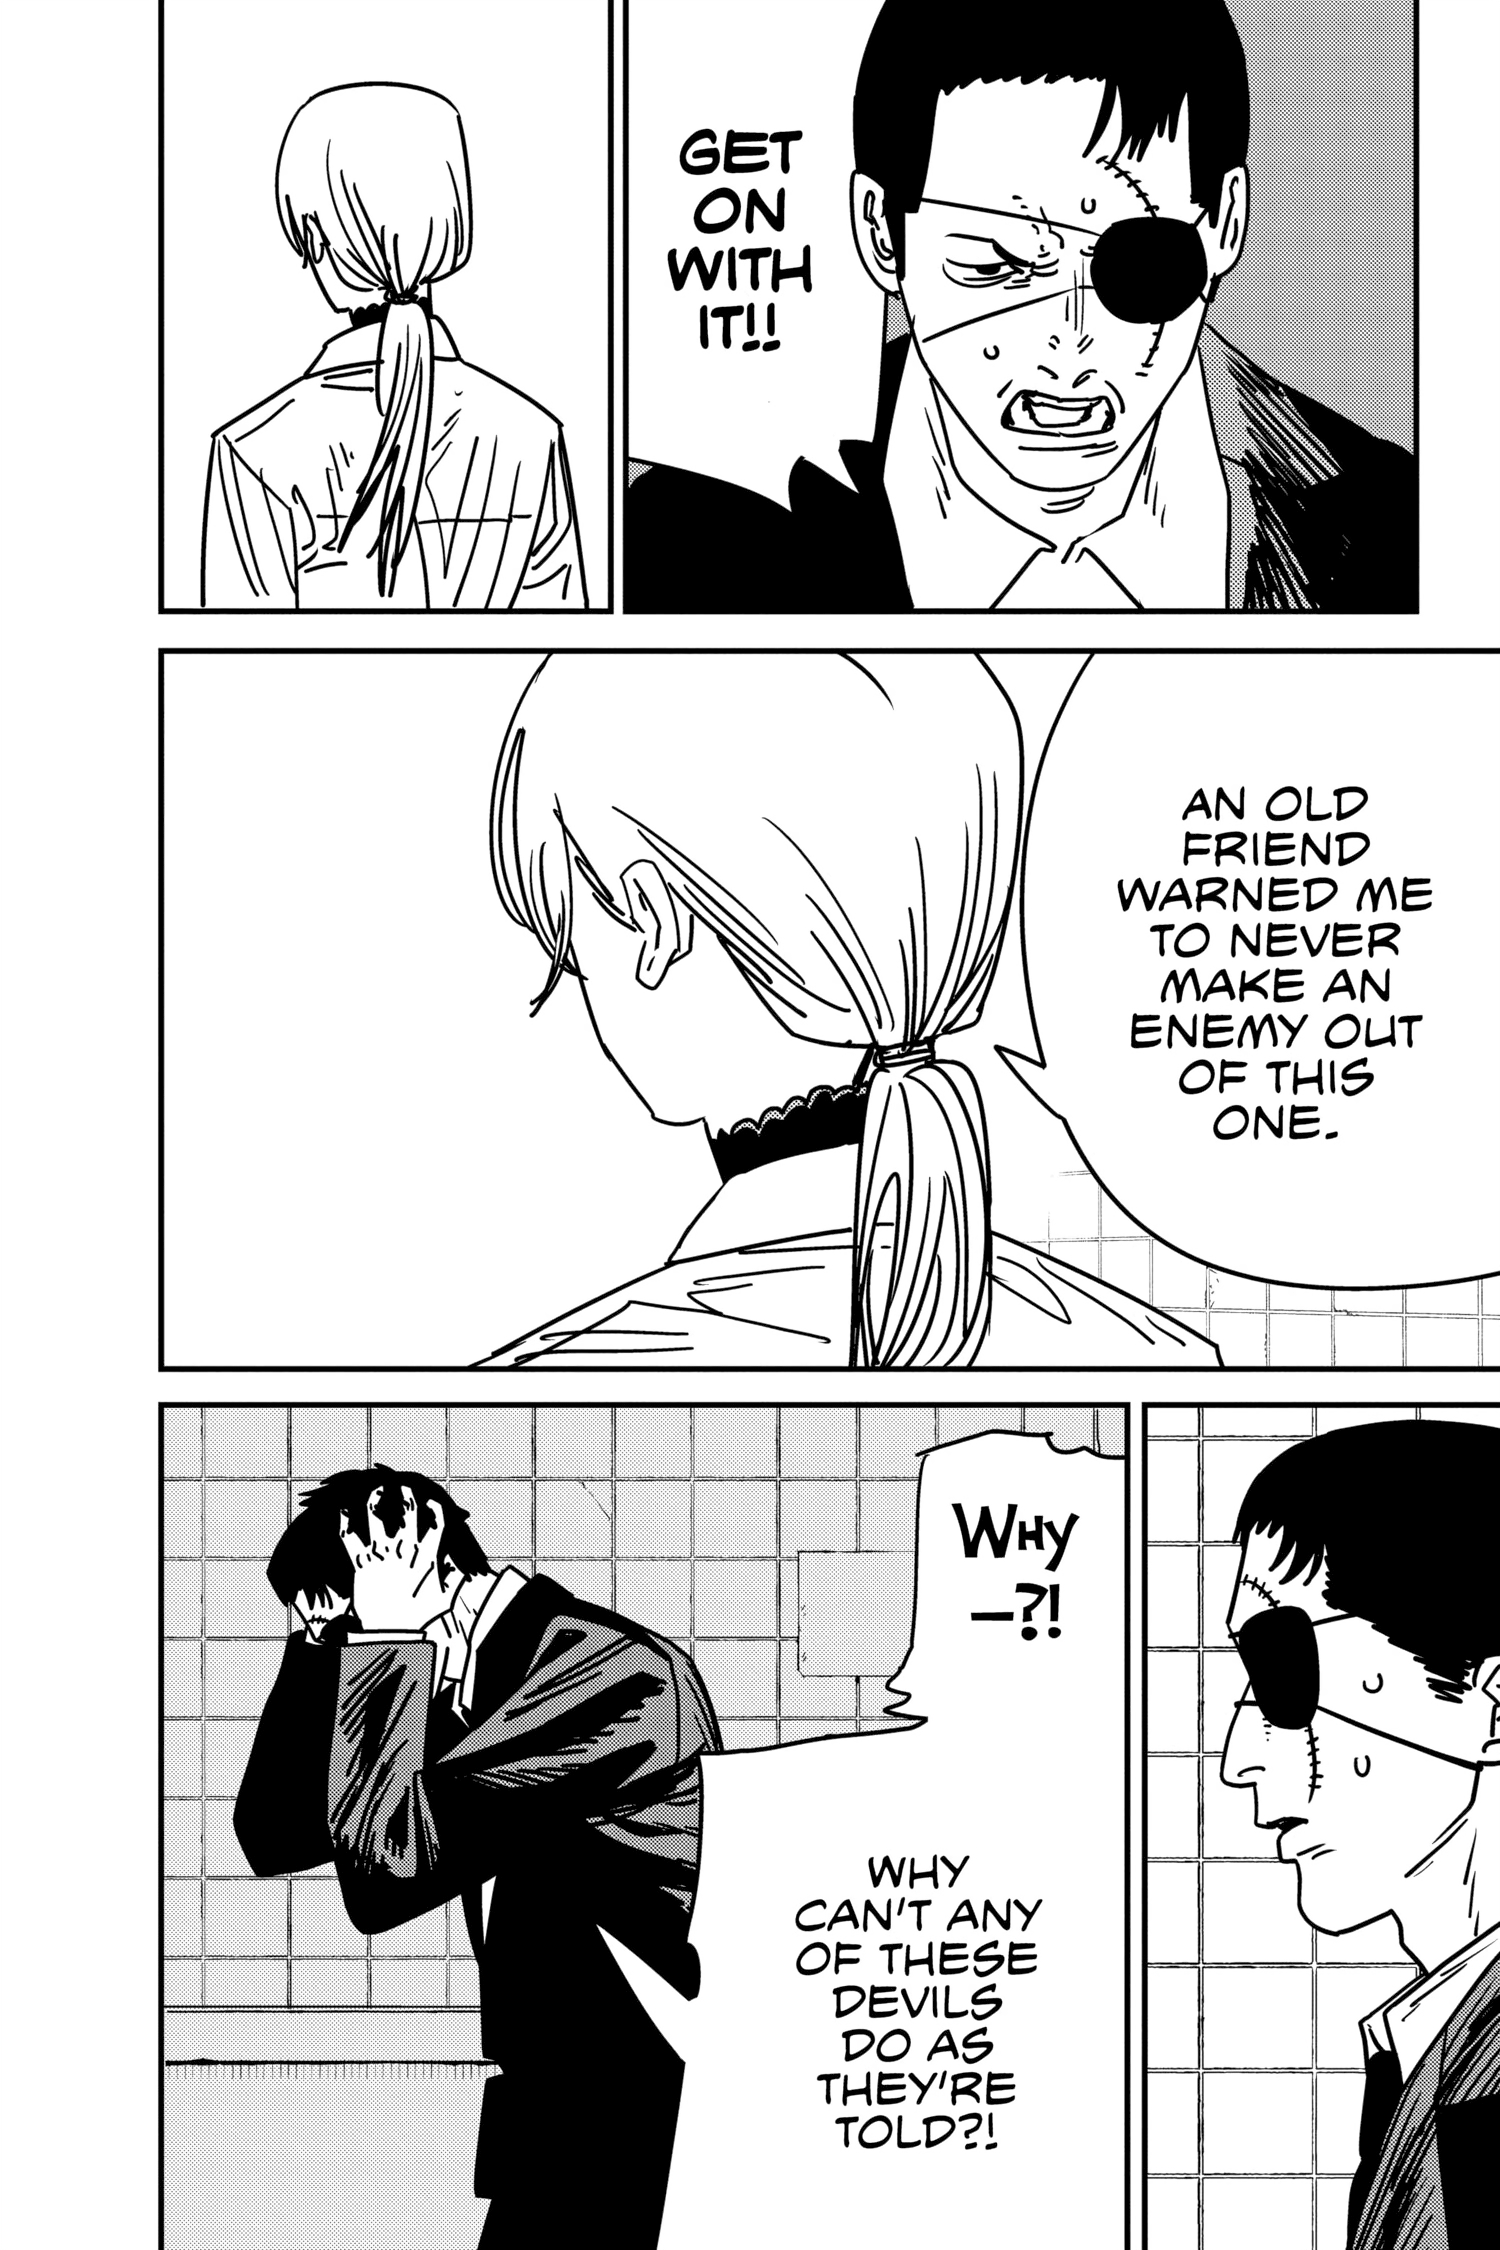 GET
ON
WITH
IT!!
AN OLD
FRIEND
WARNED ME
TO NEVER
MAKE AN
ENEMY OUT
OF THIS
ONE.
WHY
—?!
WHY
CAN'T ANY
OF THESE
DEVILS
DO AS
THEY'RE
TOLD?!